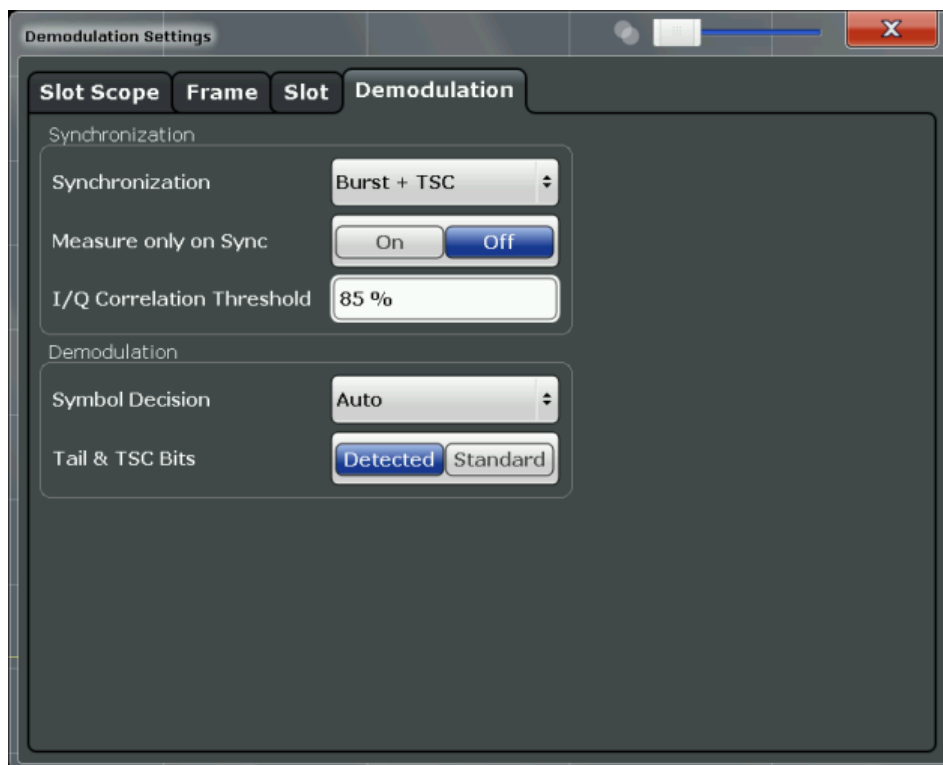 Demodulation Settings
X
Slot Scope Frame Slot Demodulation
Synchronization
Synchronization Burst + TSC
Measure only on Sync On Off
I/Q Correlation Threshold 85 %
Demodulation
Symbol Decision Auto
Tail & TSC Bits Detected Standard